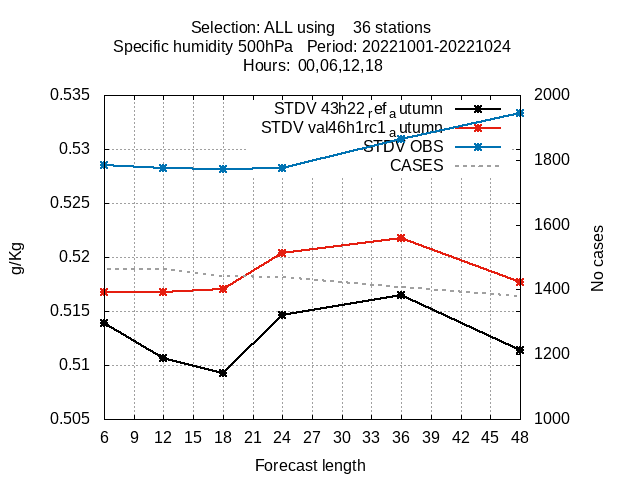 Selection: ALL using    36 stations
Specific humidity 500hPa   Period: 20221001-20221024
Hours: 00,06,12,18
STDV 43h22_ref_autumn
STDV val46h1rc1_autumn
STDV OBS
CASES
0.535
0.53
0.525
0.52
0.515
0.51
0.505
g/Kg
2000
1800
1600
1400
1200
1000
No cases
6 9 12 15 18 21 24 27 30 33 36 39 42 45 48
Forecast length